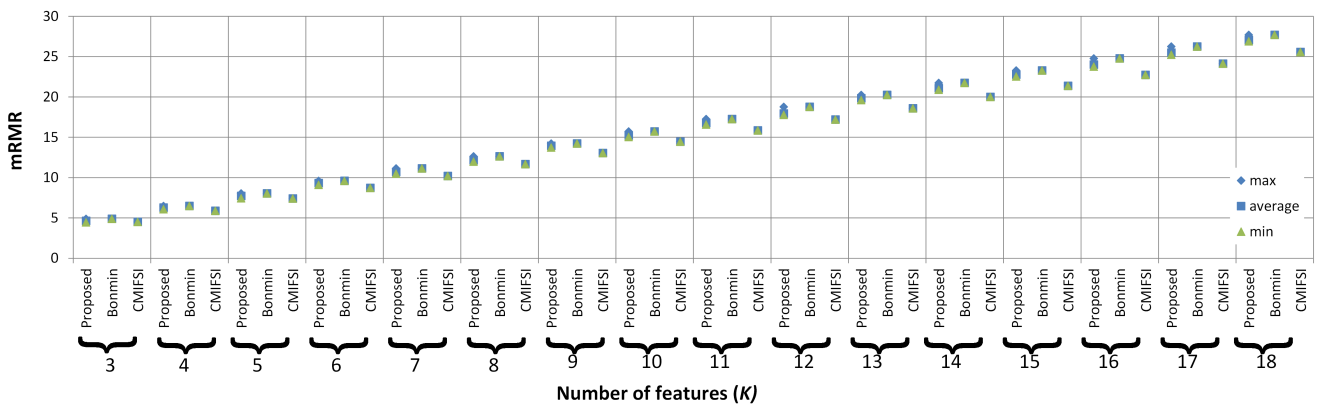 mRMR
30
25
20
15
10
5
0
max
average
min
Proposed
Bonmin
CMIFSI
Proposed
Bonmin
CMIFSI
Proposed
Bonmin
CMIFSI
Proposed
Bonmin
CMIFSI
Proposed
Bonmin
CMIFSI
Proposed
Bonmin
CMIFSI
Proposed
Bonmin
CMIFSI
Proposed
Bonmin
CMIFSI
Proposed
Bonmin
CMIFSI
Proposed
Bonmin
CMIFSI
Proposed
Bonmin
CMIFSI
Proposed
Bonmin
CMIFSI
Proposed
Bonmin
CMIFSI
Proposed
Bonmin
CMIFSI
Proposed
Bonmin
CMIFSI
Proposed
Bonmin
CMIFSI
3
4
5
6
7
8
9
10
11
12
13
14
15
16
17
18
Number of features (K)